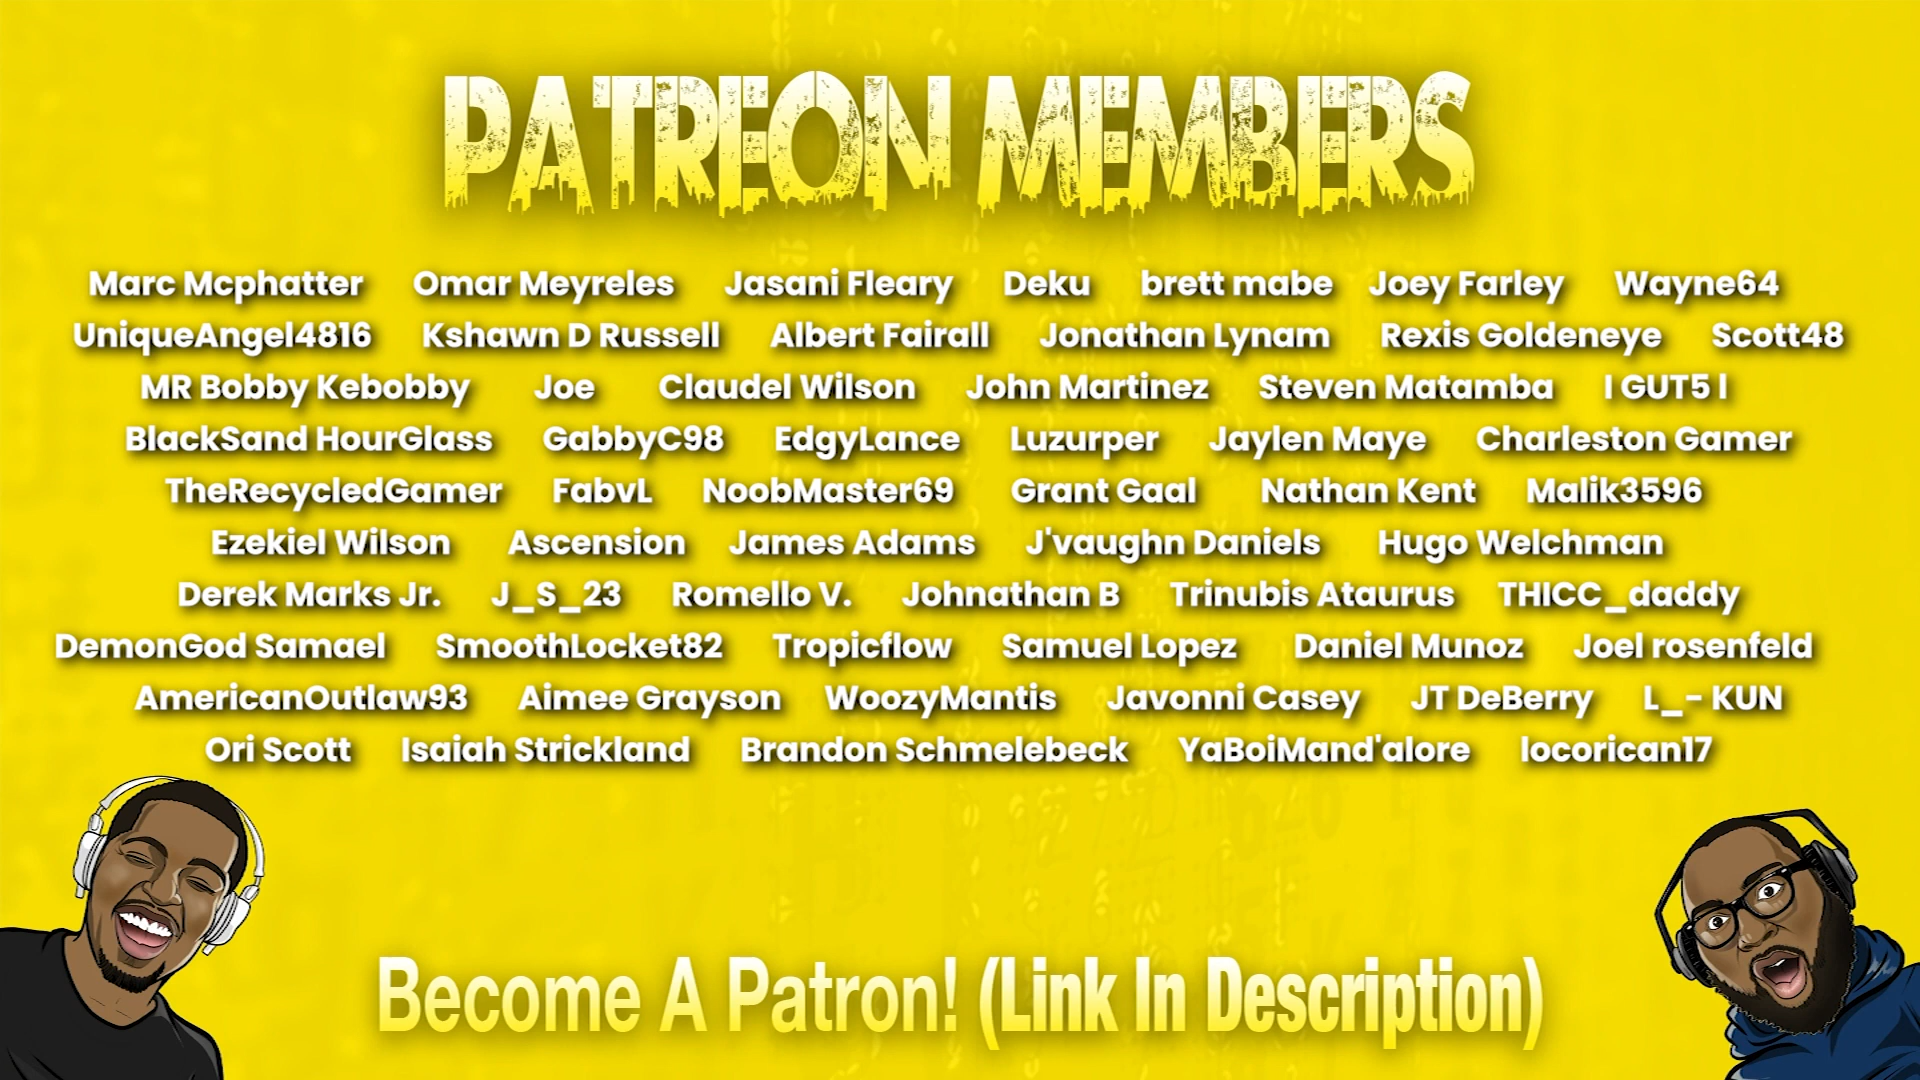 PATREON MEMBERS
Marc Mcphatter Omar Meyreles Jasani Fleary Deku brett mabe Joey Farley Wayne64
UniqueAngel4816 Kshawn D Russell Albert Fairall Jonathan Lynam Rexis Goldeneye Scott48
MR Bobby Kebobby Joe Claudel Wilson John Martinez Steven Matamba I GUT5 I
BlackSand HourGlass GabbyC98 EdgyLance Luzurper Jaylen Maye Charleston Gamer
TheRecycledGamer FabvL NoobMaster69 Grant Gaal Nathan Kent Malik3596
Ezekiel Wilson Ascension James Adams J'vaughn Daniels Hugo Welchman
Derek Marks Jr. J_S_23 Romello V. Johnathan B Trinubis Ataurus THICC_daddy
DemonGod Samael SmoothLocket82 Tropicflow Samuel Lopez Daniel Munoz Joel rosenfeld
AmericanOutlaw93 Aimee Grayson WoozyMantis Javonni Casey JT DeBerry L_- KUN
Ori Scott Isaiah Strickland Brandon Schmelebeck YaBoiMand'alore locorican17
Become A Patron! (Link In Description)